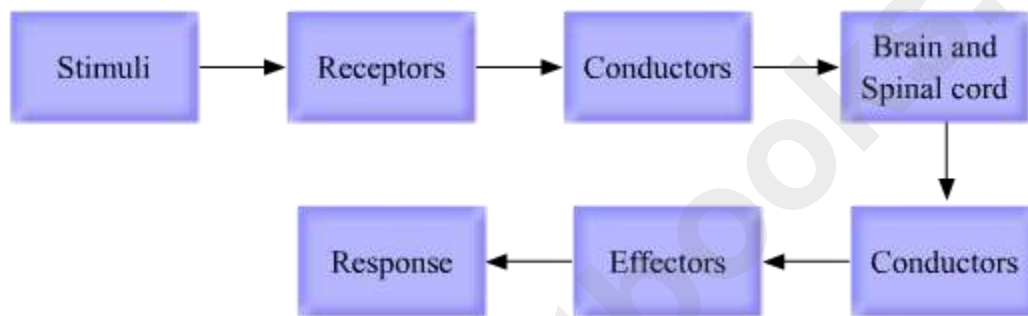 Stimuli
Receptors
Conductors
Brain and
Spinal cord
Conductors
Effectors
Response